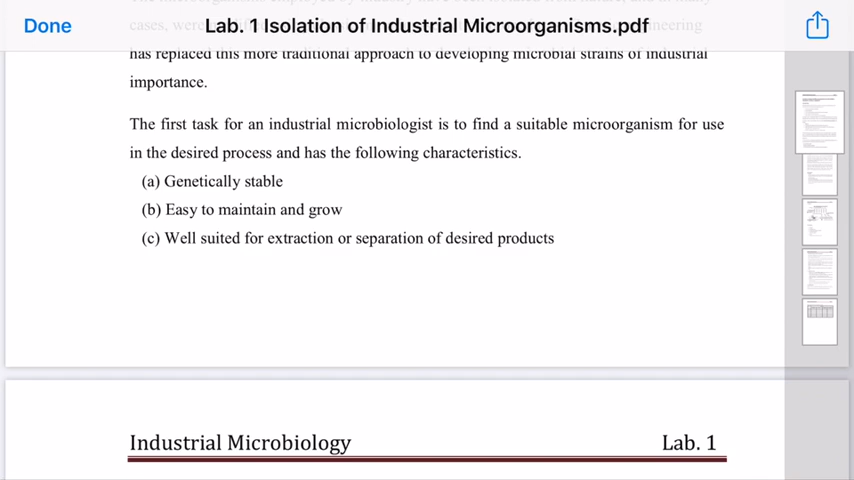 Done
Lab. 1 Isolation of Industrial Microorganisms.pdf
has replaced this more traditional approach to developing microbial strains of industrial
importance.
The first task for an industrial microbiologist is to find a suitable microorganism for use
in the desired process and has the following characteristics.
(a) Genetically stable
(b) Easy to maintain and grow
(c) Well suited for extraction or separation of desired products
Industrial Microbiology
Lab. 1